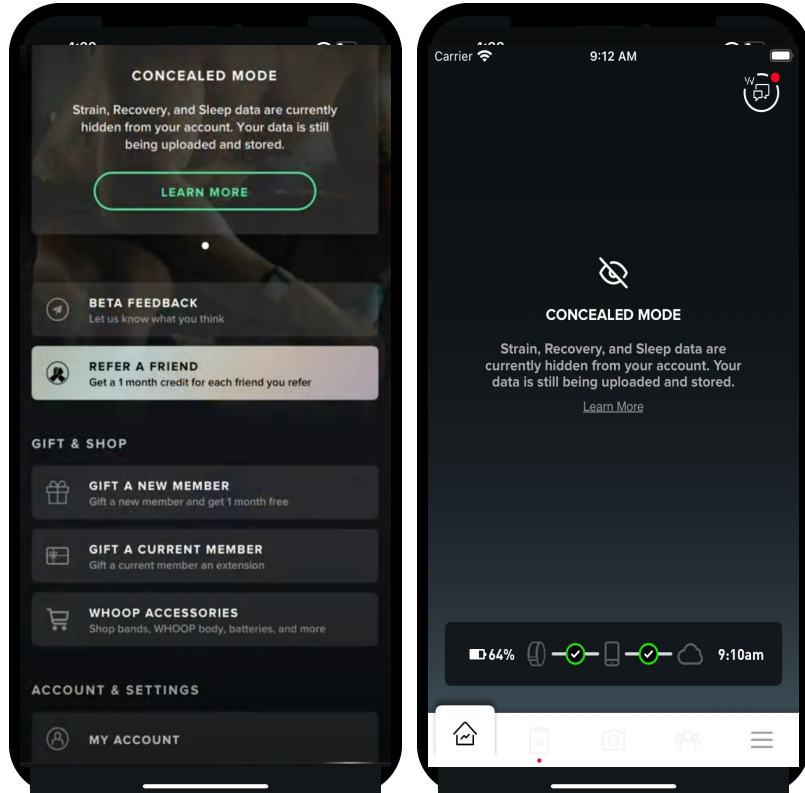 CONCEALED MODE
Strain, Recovery, and Sleep data are currently
hidden from your account. Your data is still
being uploaded and stored.
LEARN MORE
BETA FEEDBACK
Let us know what you think
REFER A FRIEND
Get a 1 month credit for each friend you refer
GIFT & SHOP
GIFT A NEW MEMBER
Gift a new member and get 1 month free
GIFT A CURRENT MEMBER
Gift a current member an extension
WHOOP ACCESSORIES
Shop bands, WHOOP body, batteries, and more
ACCOUNT & SETTINGS
MY ACCOUNT
Carrier 9:12 AM
W
CONCEALED MODE
Strain, Recovery, and Sleep data are
currently hidden from your account. Your
data is still being uploaded and stored.
Learn More
64% 9:10am
W